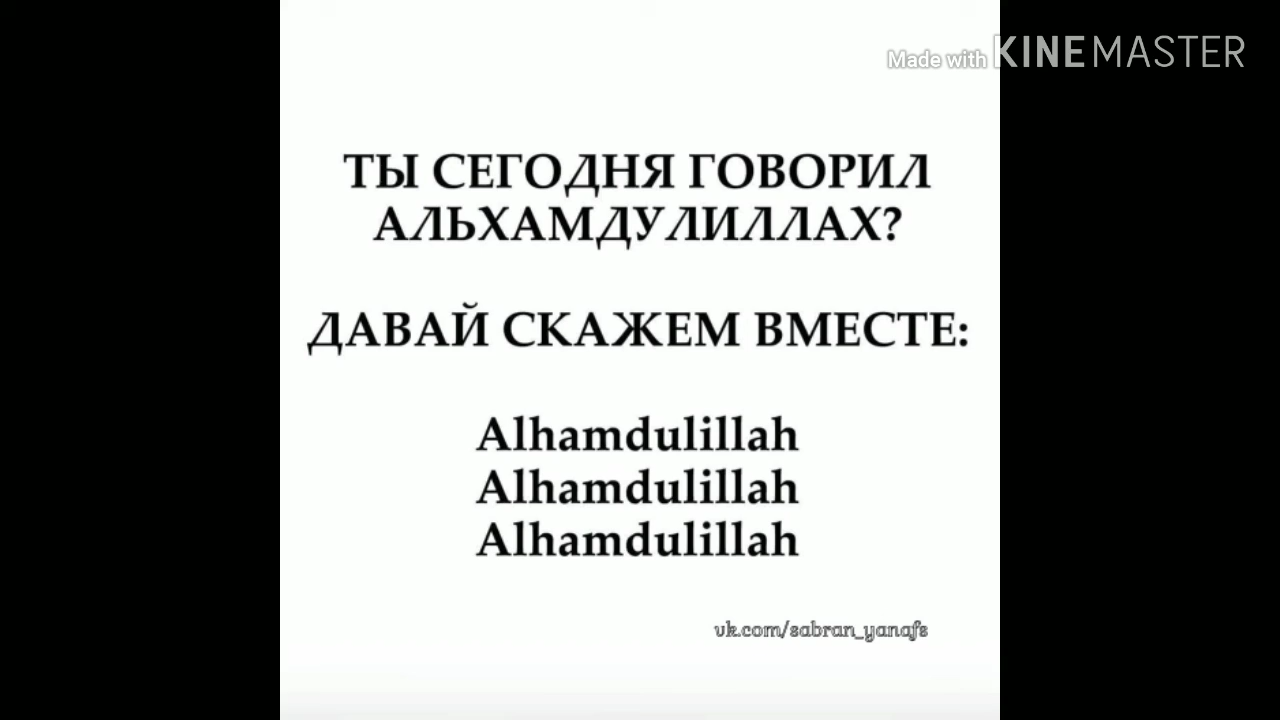 Made with KINEMASTER
ТЫ СЕГОДНЯ ГОВОРИЛ
АЛЬХАМДУЛИЛЛАХ?
ДАВАЙ СКАЖЕМ ВМЕСТЕ:
Alhamdulillah
Alhamdulillah
Alhamdulillah
vk.com/sabran_yanafs